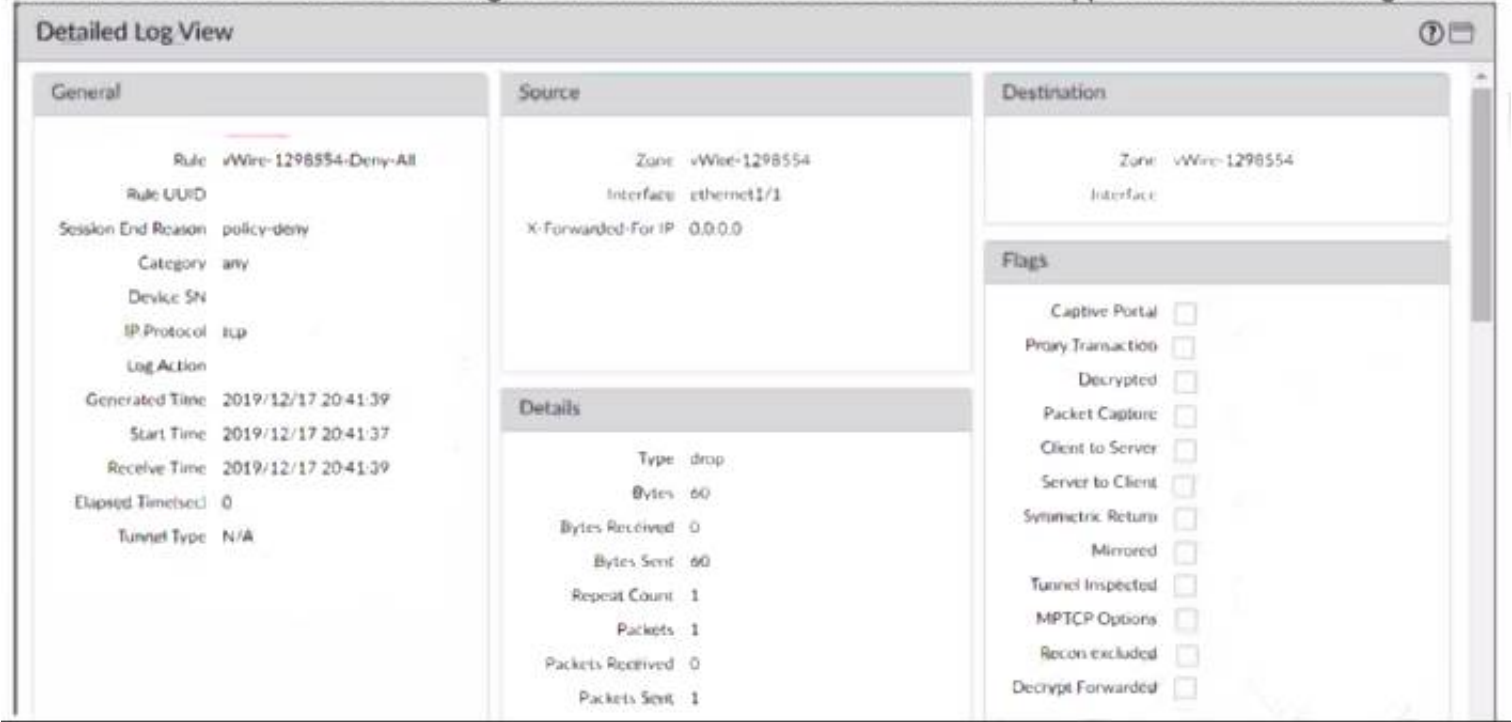 Detailed Log View
General
Rule vWire-1298554-Deny-All
Rule UUID
Session End Reason policy-deny
Category any
Device SN
IP Protocol tcp
Log Action
Generated Time 2019/12/17 20:41:39
Start Time 2019/12/17 20:41:37
Receive Time 2019/12/17 20:41:39
Elapsed Time(sec) 0
Tunnel Type N/A
Source
Zone vWire-1298554
Interface ethernet1/1
X-Forwarded-For IP 0.0.0.0
Details
Type drop
Bytes 60
Bytes Received 0
Bytes Sent 60
Repeat Count 1
Packets 1
Packets Received 0
Packets Sent 1
Destination
Zone vWire-1298554
Interface
Flags
Captive Portal
Proxy Transaction
Decrypted
Packet Capture
Client to Server
Server to Client
Symmetric Return
Mirrored
Tunnel Inspected
MPTCP Options
Recon excluded
Decrypt Forwarded